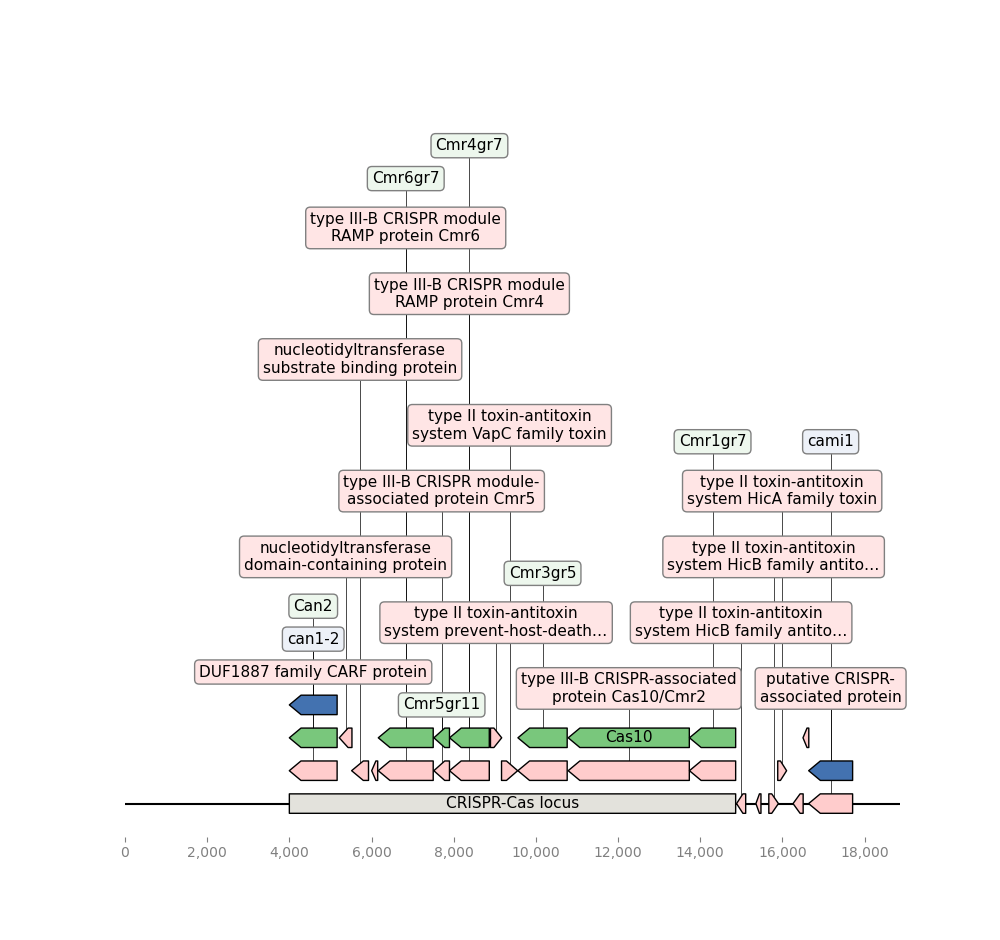 Cmr4gr7
Cmr6gr7
type III-B CRISPR module
RAMP protein Cmr6
type III-B CRISPR module
RAMP protein Cmr4
nucleotidyltransferase
substrate binding protein
type II toxin-antitoxin
system VapC family toxin
Cmr1gr7
cami1
type III-B CRISPR module-
associated protein Cmr5
type II toxin-antitoxin
system HicA family toxin
nucleotidyltransferase
domain-containing protein
type II toxin-antitoxin
system HicB family antito...
Cmr3gr5
Can2
type II toxin-antitoxin
system prevent-host-death...
type II toxin-antitoxin
system HicB family antito...
can1-2
DUF1887 family CARF protein
type III-B CRISPR-associated
protein Cas10/Cmr2
putative CRISPR-
associated protein
Cmr5gr11
Cas10
CRISPR-Cas locus
0 2,000 4,000 6,000 8,000 10,000 12,000 14,000 16,000 18,000